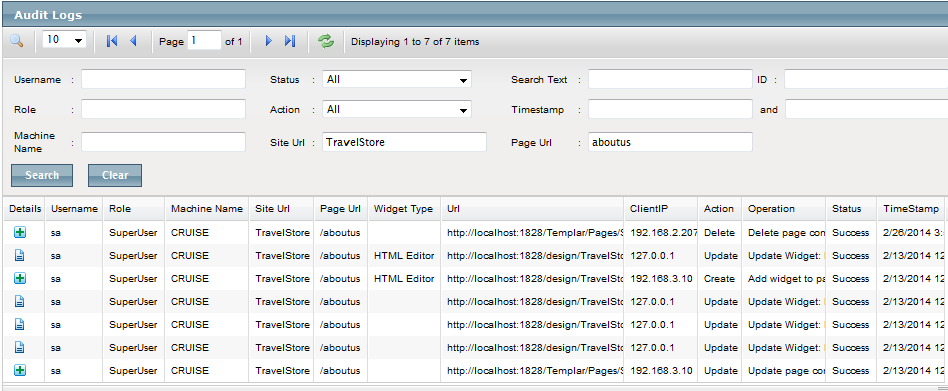 Audit Logs
10 Page 1 of 1 Displaying 1 to 7 of 7 items
Username : Status : All Search Text : ID :
Role : Action : All Timestamp : and
Machine Name : Site Url : TravelStore Page Url : aboutus
Search Clear
Details Username Role Machine Name Site Url Page Url Widget Type Url ClientIP Action Operation Status TimeStamp
sa SuperUser CRUISE TravelStore /aboutus http://localhost:1828/Templar/Pages/S 192.168.2.207 Delete Delete page con Success 2/26/2014 3:
sa SuperUser CRUISE TravelStore /aboutus HTML Editor http://localhost:1828/design/TravelSto 127.0.0.1 Update Update Widget: Success 2/13/2014 12
sa SuperUser CRUISE TravelStore /aboutus HTML Editor http://localhost:1828/design/TravelSto 192.168.3.10 Create Add widget to pa Success 2/13/2014 12
sa SuperUser CRUISE TravelStore /aboutus http://localhost:1828/design/TravelSto 127.0.0.1 Update Update Widget: Success 2/13/2014 12
sa SuperUser CRUISE TravelStore /aboutus http://localhost:1828/design/TravelSto 127.0.0.1 Update Update Widget: Success 2/13/2014 12
sa SuperUser CRUISE TravelStore /aboutus http://localhost:1828/design/TravelSto 127.0.0.1 Update Update Widget: Success 2/13/2014 12
sa SuperUser CRUISE TravelStore /aboutus http://localhost:1828/Templar/Pages/S 192.168.3.10 Update Update page con Success 2/13/2014 12